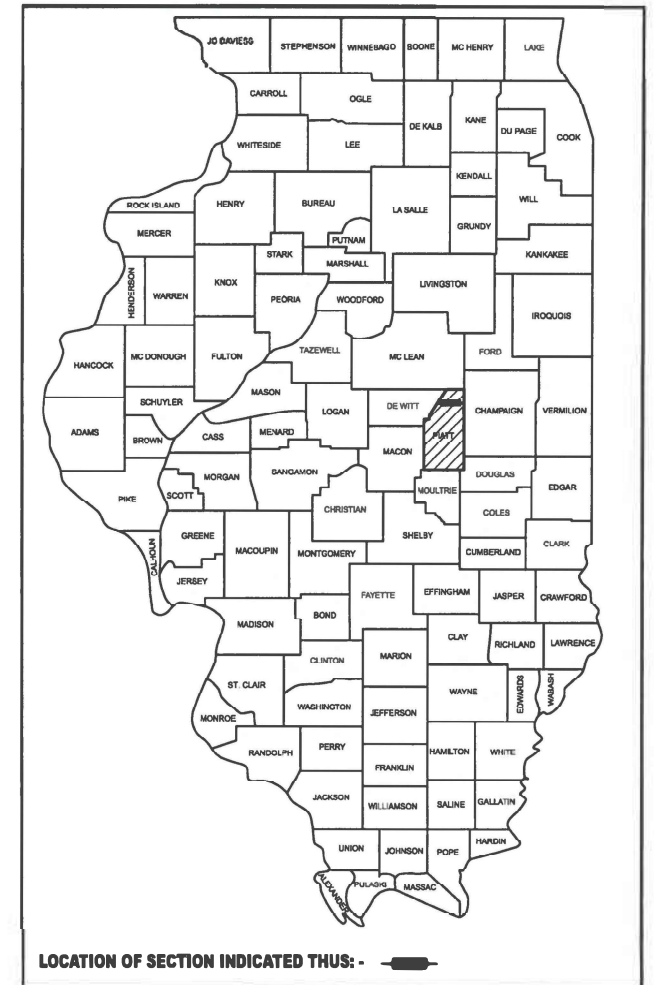 JO DAVIESS STEPHENSON WINNEBAGO BOONE MC HENRY LAKE
CARROLL OGLE DE KALB KANE DU PAGE COOK
WHITESIDE LEE
KENDALL
ROCK ISLAND HENRY BUREAU LA SALLE WILL
MERCER PUTNAM GRUNDY
STARK MARSHALL KANKAKEE
HENDERSON WARREN KNOX PEORIA WOODFORD LIVINGSTON
IROQUOIS
HANCOCK MC DONOUGH FULTON TAZEWELL MC LEAN FORD
MASON
SCHUYLER LOGAN DE WITT CHAMPAIGN VERMILION
ADAMS BROWN CASS MENARD PIATT
MACON
PIKE SCOTT MORGAN SANGAMON MOULTRIE DOUGLAS EDGAR
CHRISTIAN COLES
CALHOUN GREENE MACOUPIN MONTGOMERY SHELBY CUMBERLAND CLARK
JERSEY
FAYETTE EFFINGHAM JASPER CRAWFORD
MADISON BOND
CLAY RICHLAND LAWRENCE
CLINTON MARION
ST. CLAIR WAYNE EDWARDS WABASH
MONROE WASHINGTON JEFFERSON
RANDOLPH PERRY HAMILTON WHITE
FRANKLIN
JACKSON WILLIAMSON SALINE GALLATIN
UNION JOHNSON POPE HARDIN
ALEXANDER PULASKI MASSAC
LOCATION OF SECTION INDICATED THUS: -